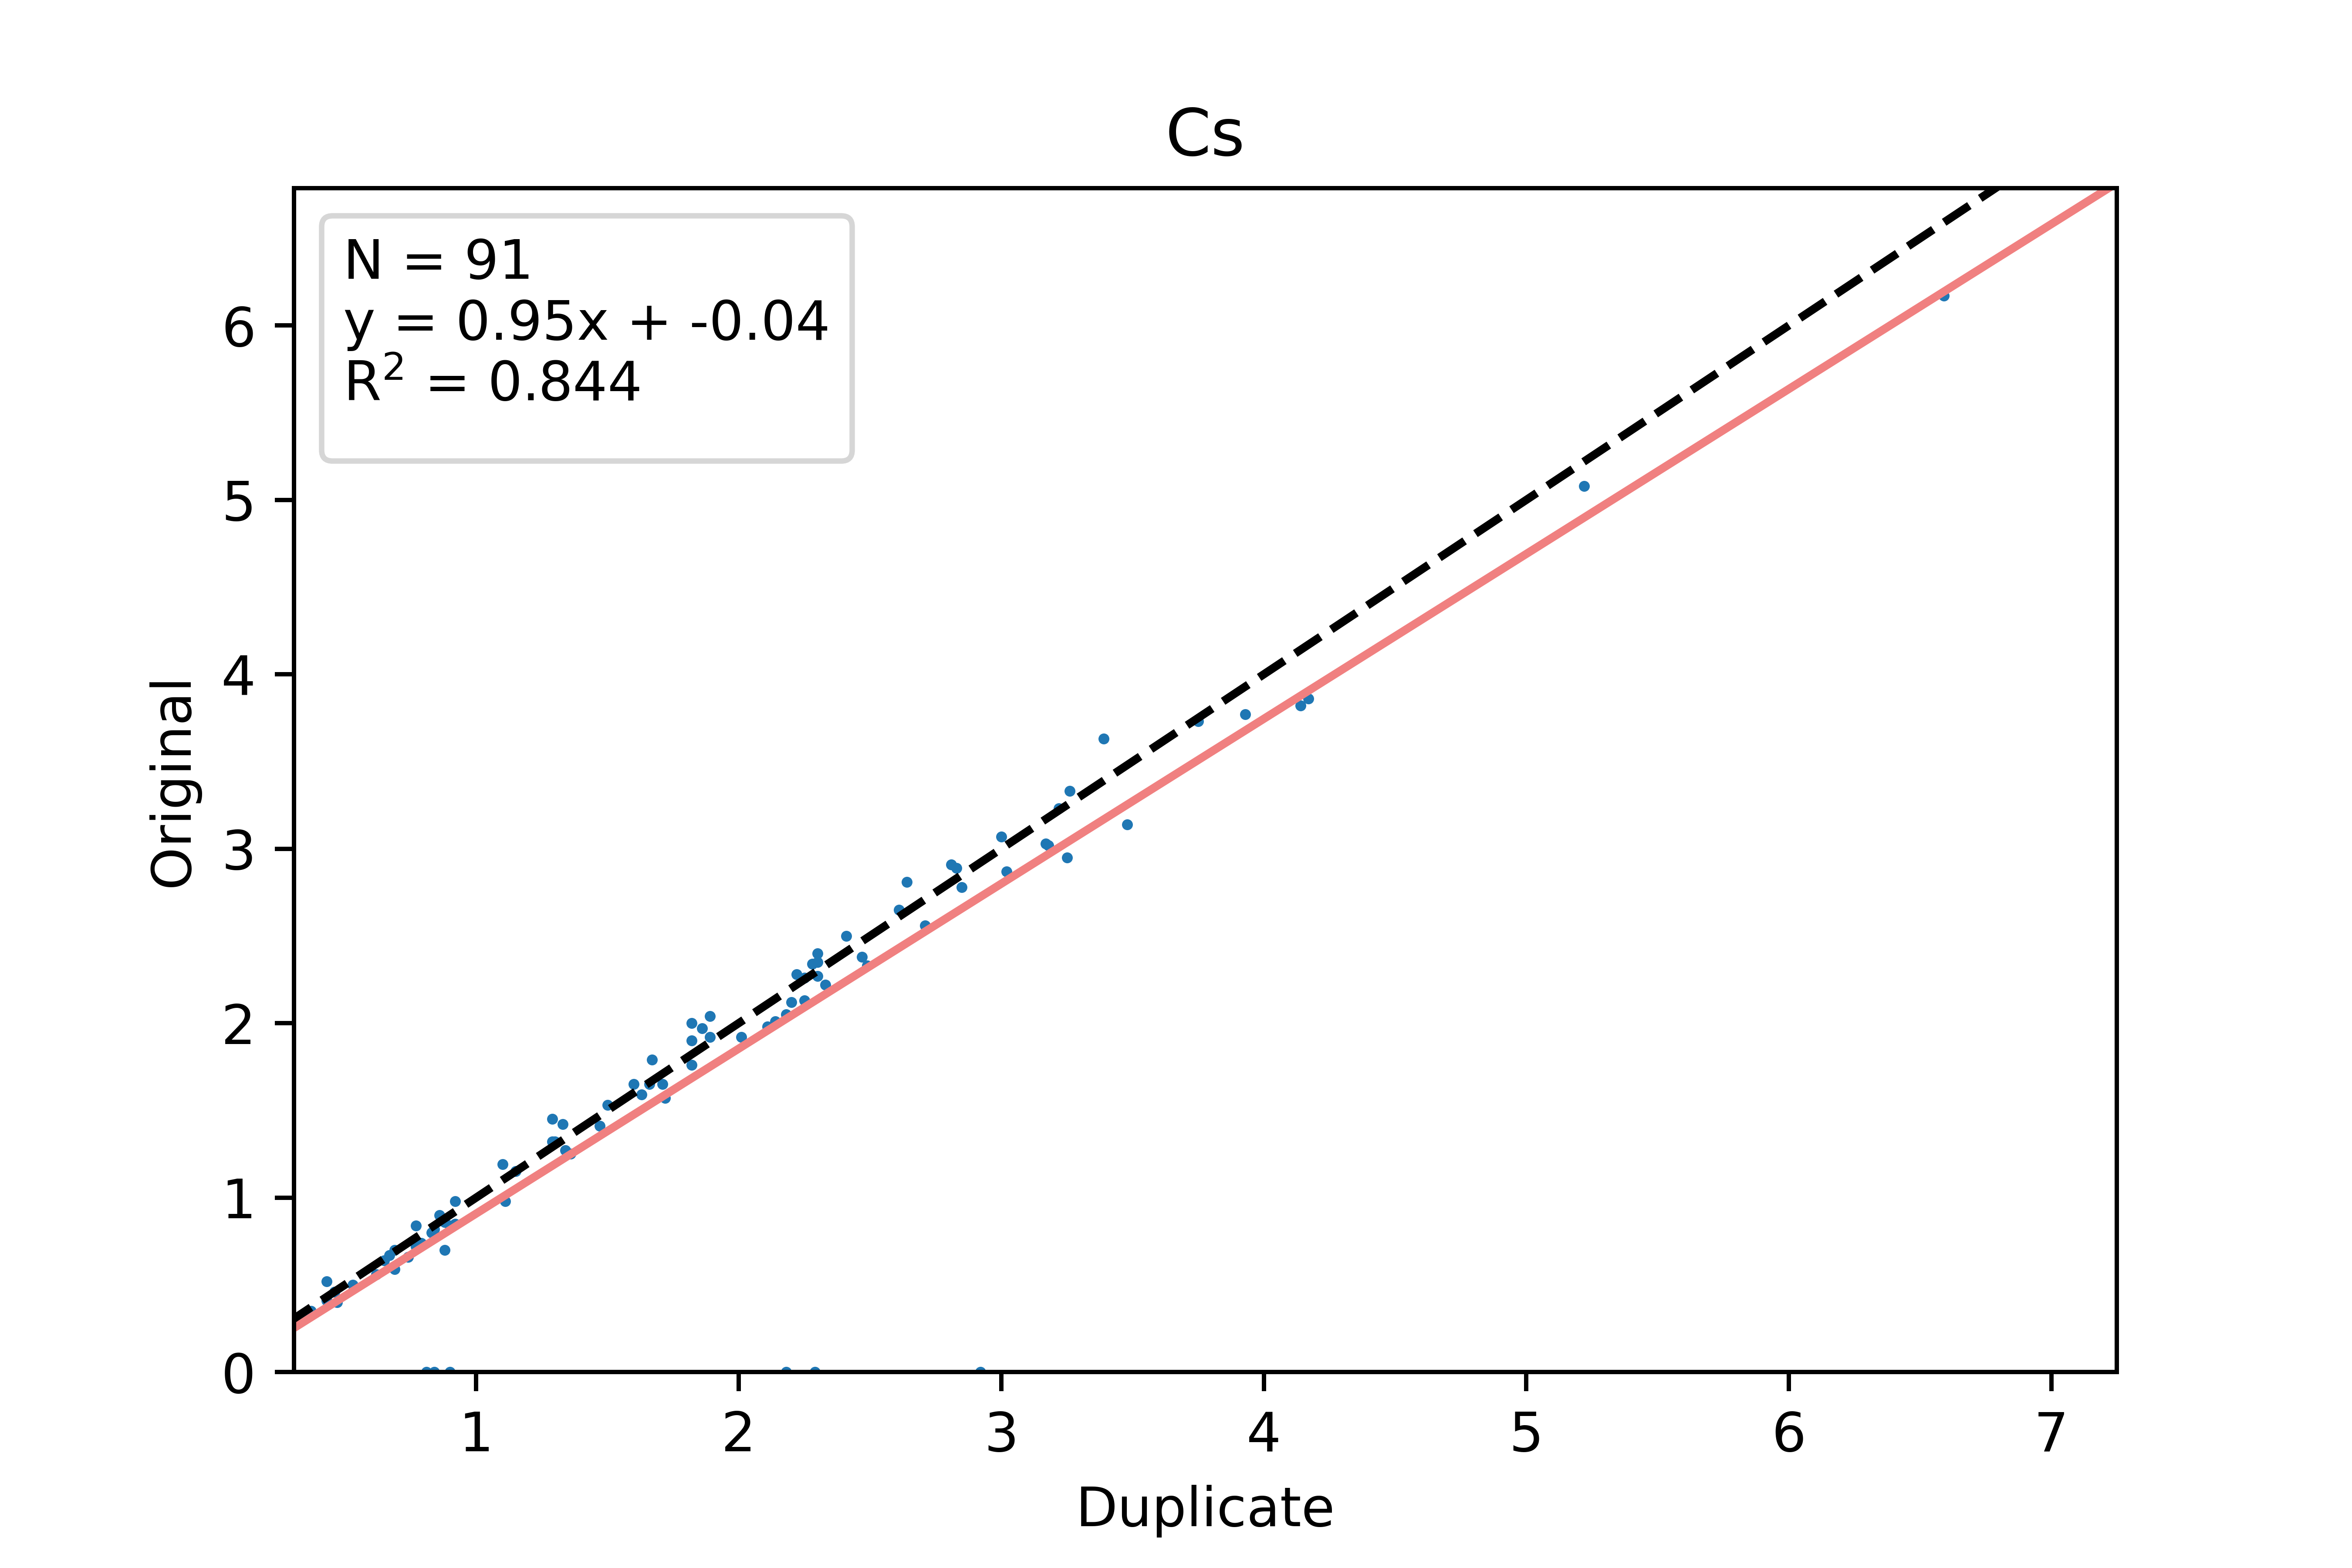 Cs
N = 91
y = 0.95x + -0.04
R² = 0.844
Original
6
5
4
3
2
1
0
1 2 3 4 5 6 7
Duplicate